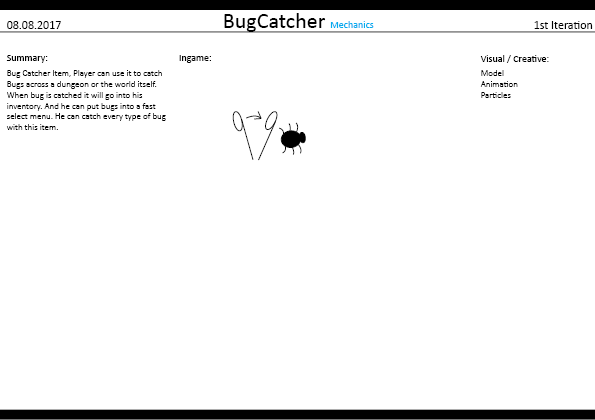 08.08.2017
BugCatcher Mechanics
1st Iteration
Summary:
Bug Catcher Item, Player can use it to catch
Bugs across a dungeon or the world itself.
When bug is catched it will go into his
inventory. And he can put bugs into a fast
select menu. He can catch every type of bug
with this item.
Ingame:
Visual / Creative:
Model
Animation
Particles